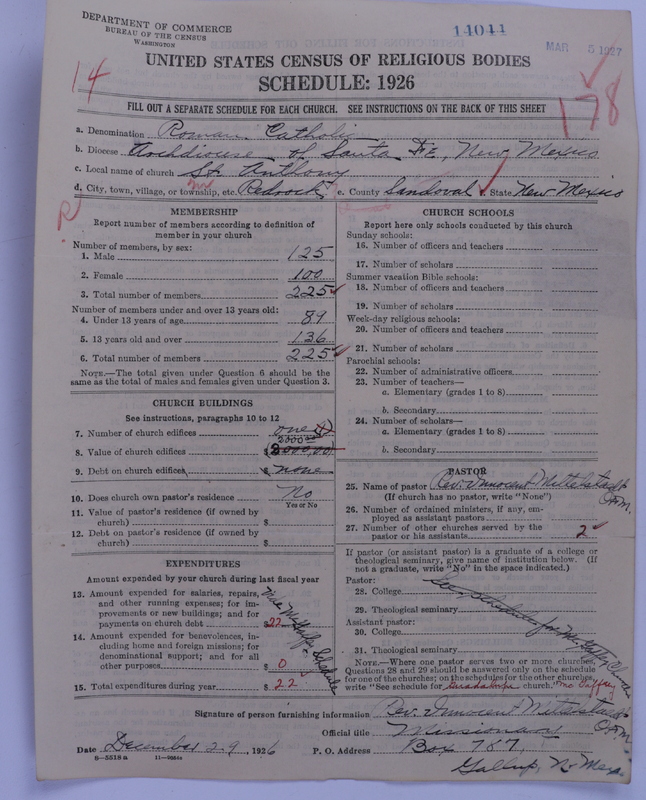 DEPARTMENT OF COMMERCE
BUREAU OF THE CENSUS
WASHINGTON
14044
MAR 5 1927
UNITED STATES CENSUS OF RELIGIOUS BODIES
SCHEDULE: 1926
14
178
FILL OUT A SEPARATE SCHEDULE FOR EACH CHURCH. SEE INSTRUCTIONS ON THE BACK OF THIS SHEET
a. Denomination Roman Catholic
b. Diocese Archdiocese of Santa Fe, New Mexico
c. Local name of church St. Anthony
d. City, town, village, or township, etc. Redrock e. County Sandoval f. State New Mexico
R
MEMBERSHIP
Report number of members according to definition of
member in your church
Number of members, by sex:
1. Male 125
2. Female 100
3. Total number of members 225
Number of members under and over 13 years old:
4. Under 13 years of age 89
5. 13 years old and over 136
6. Total number of members 225
NOTE.—The total given under Question 6 should be
same as the total of males and females given under Question 3.
CHURCH BUILDINGS
See instructions, paragraphs 10 to 12
7. Number of church edifices one (1)
8. Value of church edifices $ 2000.00
9. Debt on church edifices $ none
10. Does church own pastor's residence No
Yes or No
11. Value of pastor's residence (if owned by
church) $
12. Debt on pastor's residence (if owned by
church) $
EXPENDITURES
Amount expended by your church during last fiscal year
13. Amount expended for salaries, repairs,
and other running expenses; for im-
provements or new buildings; and for
payments on church debt $ 22
14. Amount expended for benevolences, in-
cluding home and foreign missions; for
denominational support; and for all
other purposes $ 0
15. Total expenditures during year $ 22
Schedule
CHURCH SCHOOLS
Report here only schools conducted by this church
Sunday schools:
16. Number of officers and teachers
17. Number of scholars
Summer vacation Bible schools:
18. Number of officers and teachers
19. Number of scholars
Week-day religious schools:
20. Number of officers and teachers
21. Number of scholars
Parochial schools:
22. Number of administrative officers
23. Number of teachers—
a. Elementary (grades 1 to 8)
b. Secondary
24. Number of scholars—
a. Elementary (grades 1 to 8)
b. Secondary
PASTOR
25. Name of pastor Rev. Innocent Mittelstadt
O.F.M.
(If church has no pastor, write "None")
26. Number of ordained ministers, if any, em-
ployed as assistant pastors
27. Number of other churches served by the
pastor or his assistants 2
If pastor (or assistant pastor) is a graduate of a college or
theological seminary, give name of institution below. (If
not a graduate, write "No" in the space indicated.)
Pastor:
28. College
See Schedule for Mc Gaffey Church
29. Theological seminary
Assistant pastor:
30. College
31. Theological seminary
NOTE.—Where one pastor serves two or more churches,
Questions 28 and 29 should be answered only on the schedule
for one of the churches; on the schedules for the other churches,
write "See schedule for Guadalupe church." Mc Gaffey
Signature of person furnishing information Rev. Innocent Mittelstadt
O.F.M.
Official title Missionary
Date December 29, 1926 P. O. Address Box 787,
8—5518 a
Gallup, N. Mex.